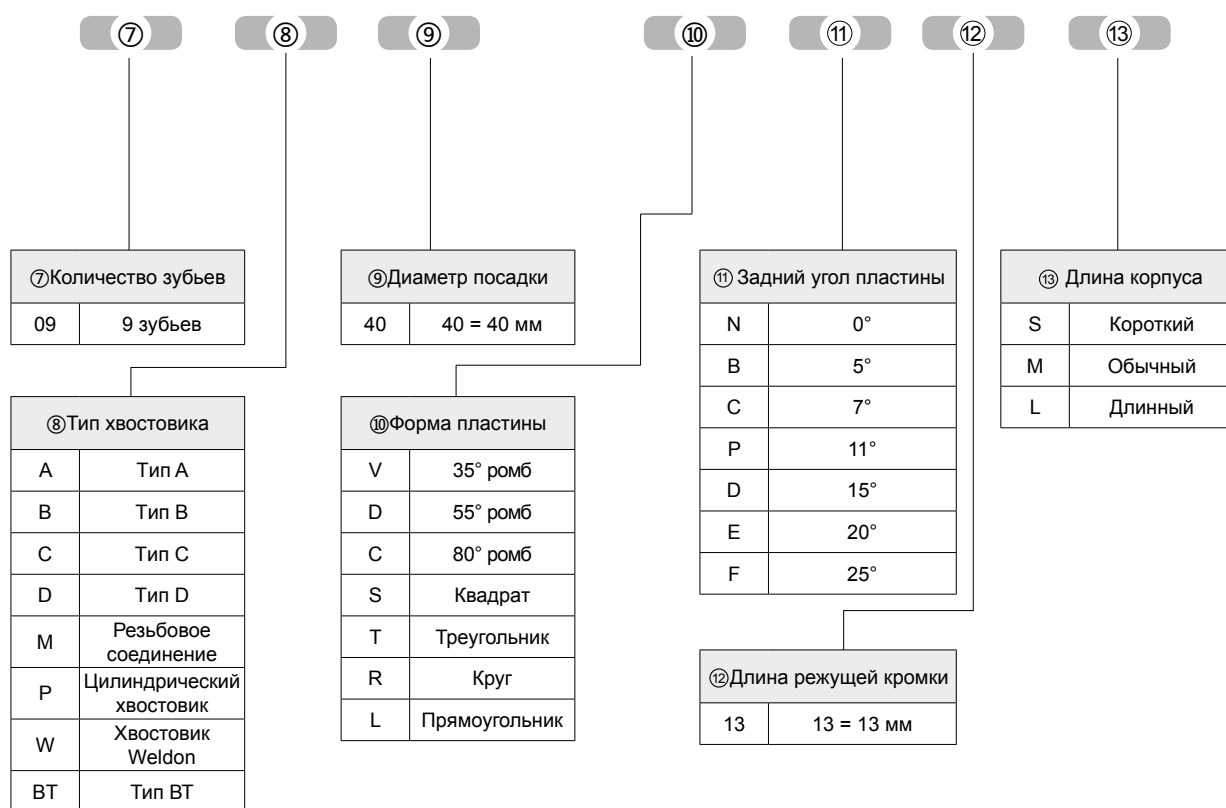 ⑦ ⑧ ⑨ ⑩ ⑪ ⑫ ⑬
⑦Количество зубьев
09 9 зубьев
⑧Тип хвостовика
A Тип A
B Тип B
C Тип C
D Тип D
M Резьбовое
соединение
P Цилиндрический
хвостовик
W Хвостовик
Weldon
BT Тип BT
⑨Диаметр посадки
40 40 = 40 мм
⑩Форма пластины
V 35° ромб
D 55° ромб
C 80° ромб
S Квадрат
T Треугольник
R Круг
L Прямоугольник
⑪ Задний угол пластины
N 0°
B 5°
C 7°
P 11°
D 15°
E 20°
F 25°
⑫Длина режущей кромки
13 13 = 13 мм
⑬ Длина корпуса
S Короткий
M Обычный
L Длинный